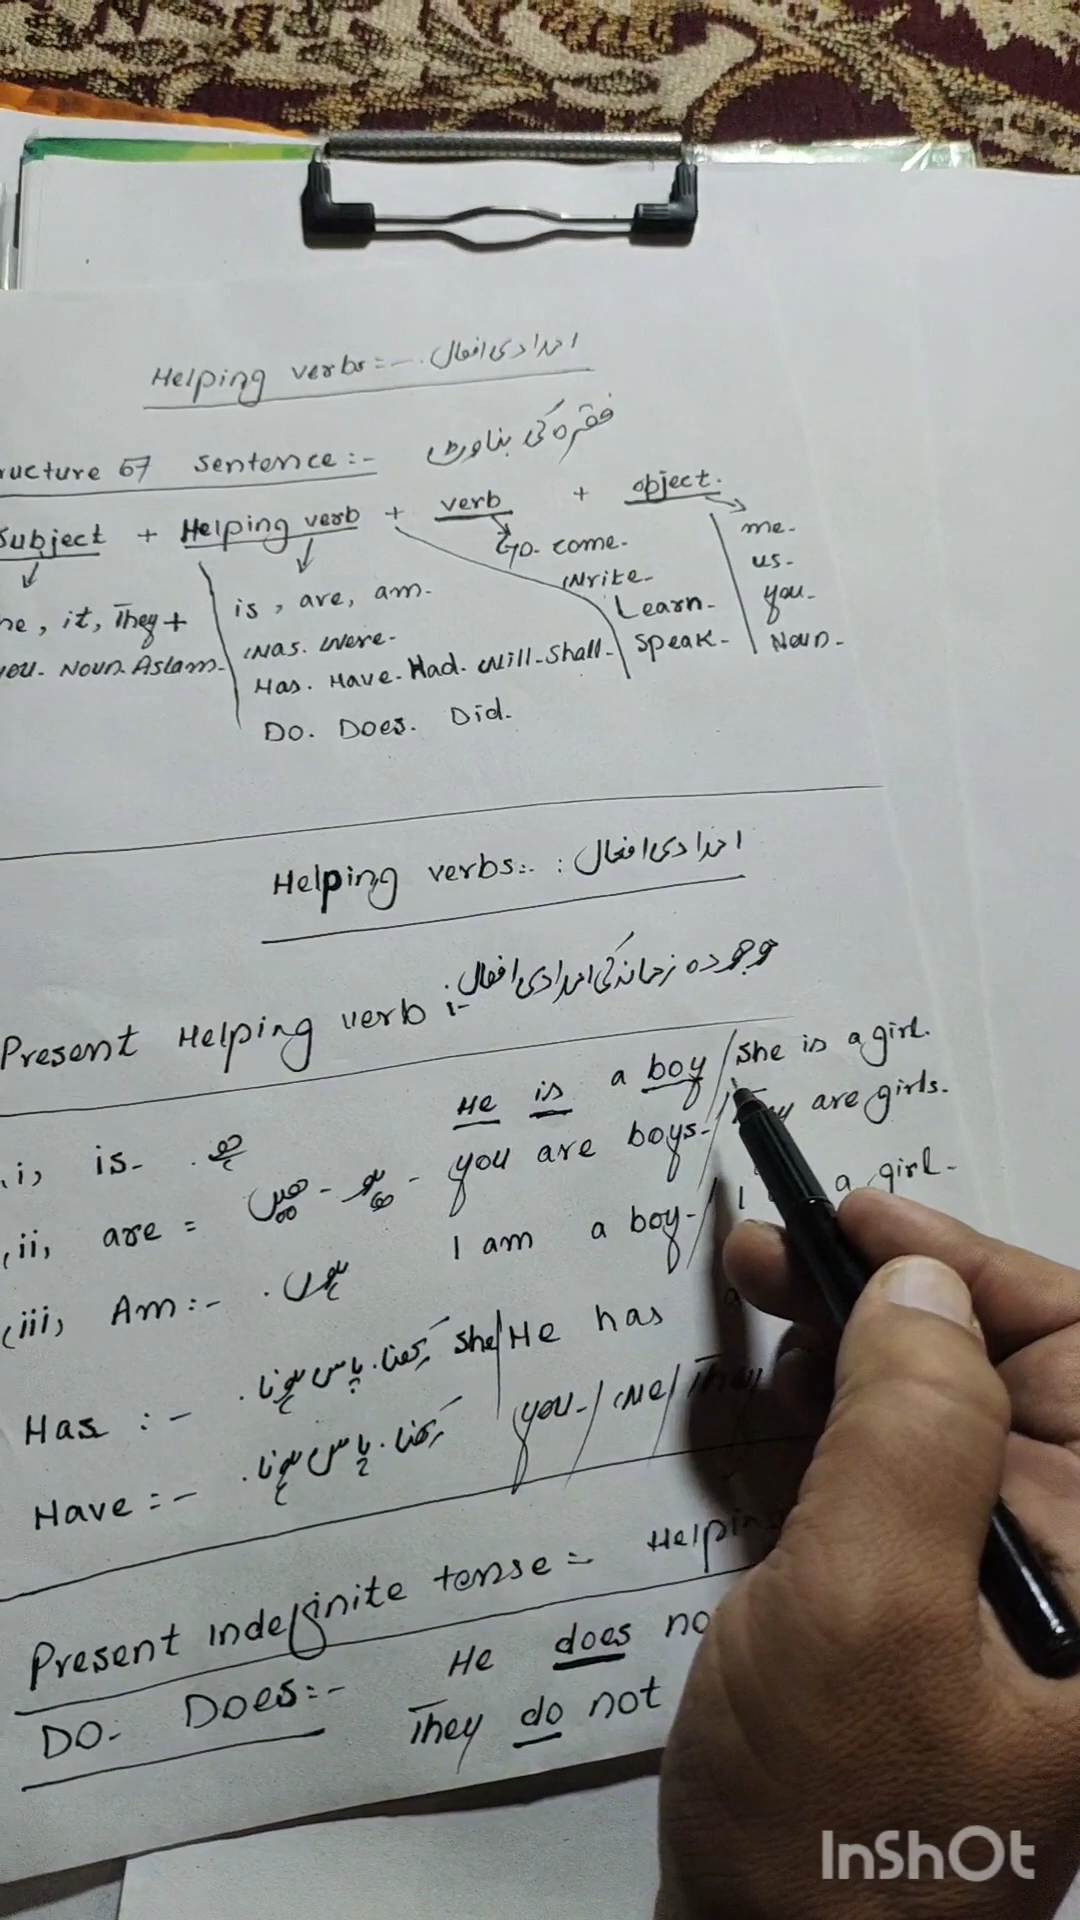 Helping verbs:- امدادی افعال
ructure of sentence:- فقرہ کی بناوٹ
Subject + Helping verb + verb + object.
he, it, They + is, are, am. Go. come. me.
you. Noun. Aslam. was. were. write. us.
Has. Have. Had. will. Shall. Learn. you.
Do. Does. Did. Speak. Noun.
Helping verbs:- امدادی افعال
Present Helping verb :- موجودہ زمانہ کی امدادی افعال
i, is- ہے. He is a boy / She is a girl.
ii, are = ہیں - ہو - you are boys- / are girls.
iii, Am:- ہوں. I am a boy- / I a girl-
Has :- رکھنا. پاس ہونا. she/He has
Have :- رکھنا. پاس ہونا. you-/we/They
Present Indefinite tense =
DO- Does:- He does
They do not
InShOt